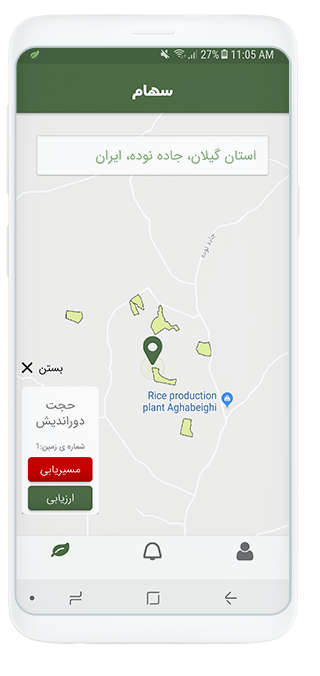 27% 11:05 AM
سهام
استان گیلان، جاده نوده، ایران
جاده نوده
بستن
حجت
دوراندیش
شماره ی زمین:1
مسیریابی
ارزیابی
Rice production
plant Aghabeighi